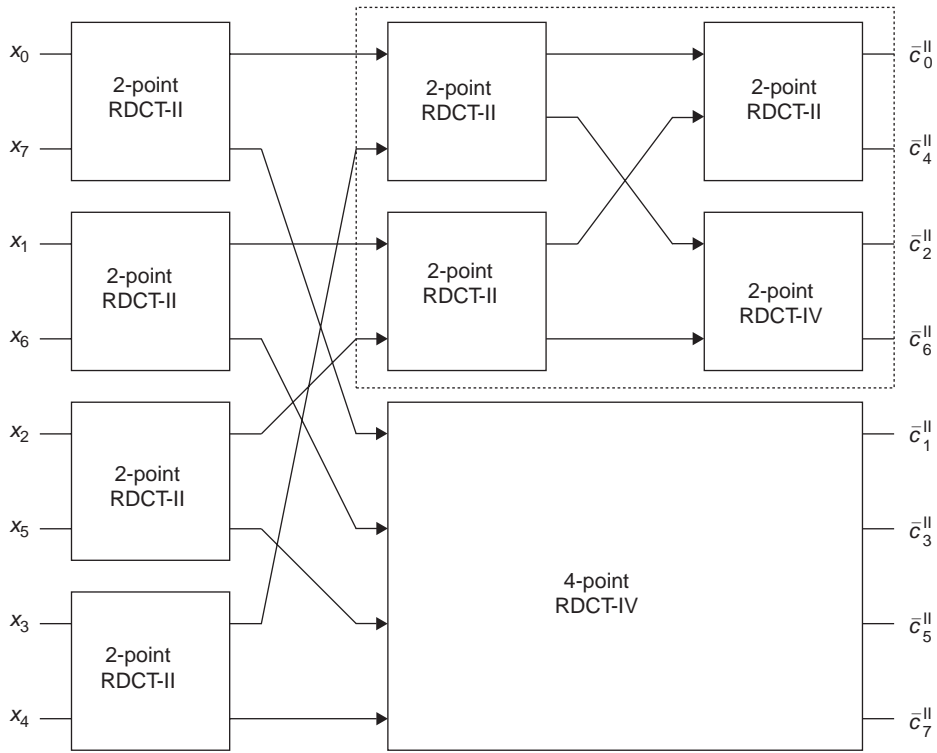 x₀
x₇
x₁
x₆
x₂
x₅
x₃
x₄
2-point
RDCT-II
2-point
RDCT-II
2-point
RDCT-II
2-point
RDCT-II
2-point
RDCT-II
2-point
RDCT-II
2-point
RDCT-II
2-point
RDCT-IV
4-point
RDCT-IV
c̄₀ᴵᴵ
c̄₄ᴵᴵ
c̄₂ᴵᴵ
c̄₆ᴵᴵ
c̄₁ᴵᴵ
c̄₃ᴵᴵ
c̄₅ᴵᴵ
c̄₇ᴵᴵ